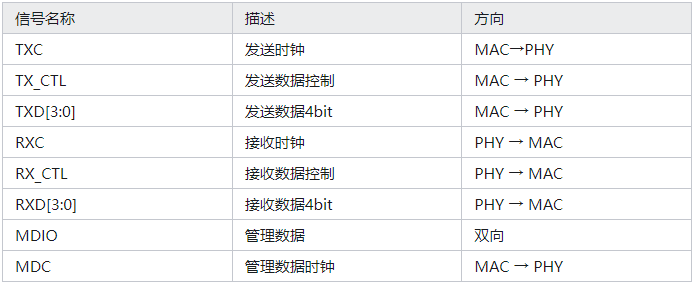 信号名称 描述 方向
TXC 发送时钟 MAC→PHY
TX_CTL 发送数据控制 MAC → PHY
TXD[3:0] 发送数据4bit MAC → PHY
RXC 接收时钟 PHY → MAC
RX_CTL 接收数据控制 PHY → MAC
RXD[3:0] 接收数据4bit PHY → MAC
MDIO 管理数据 双向
MDC 管理数据时钟 MAC → PHY